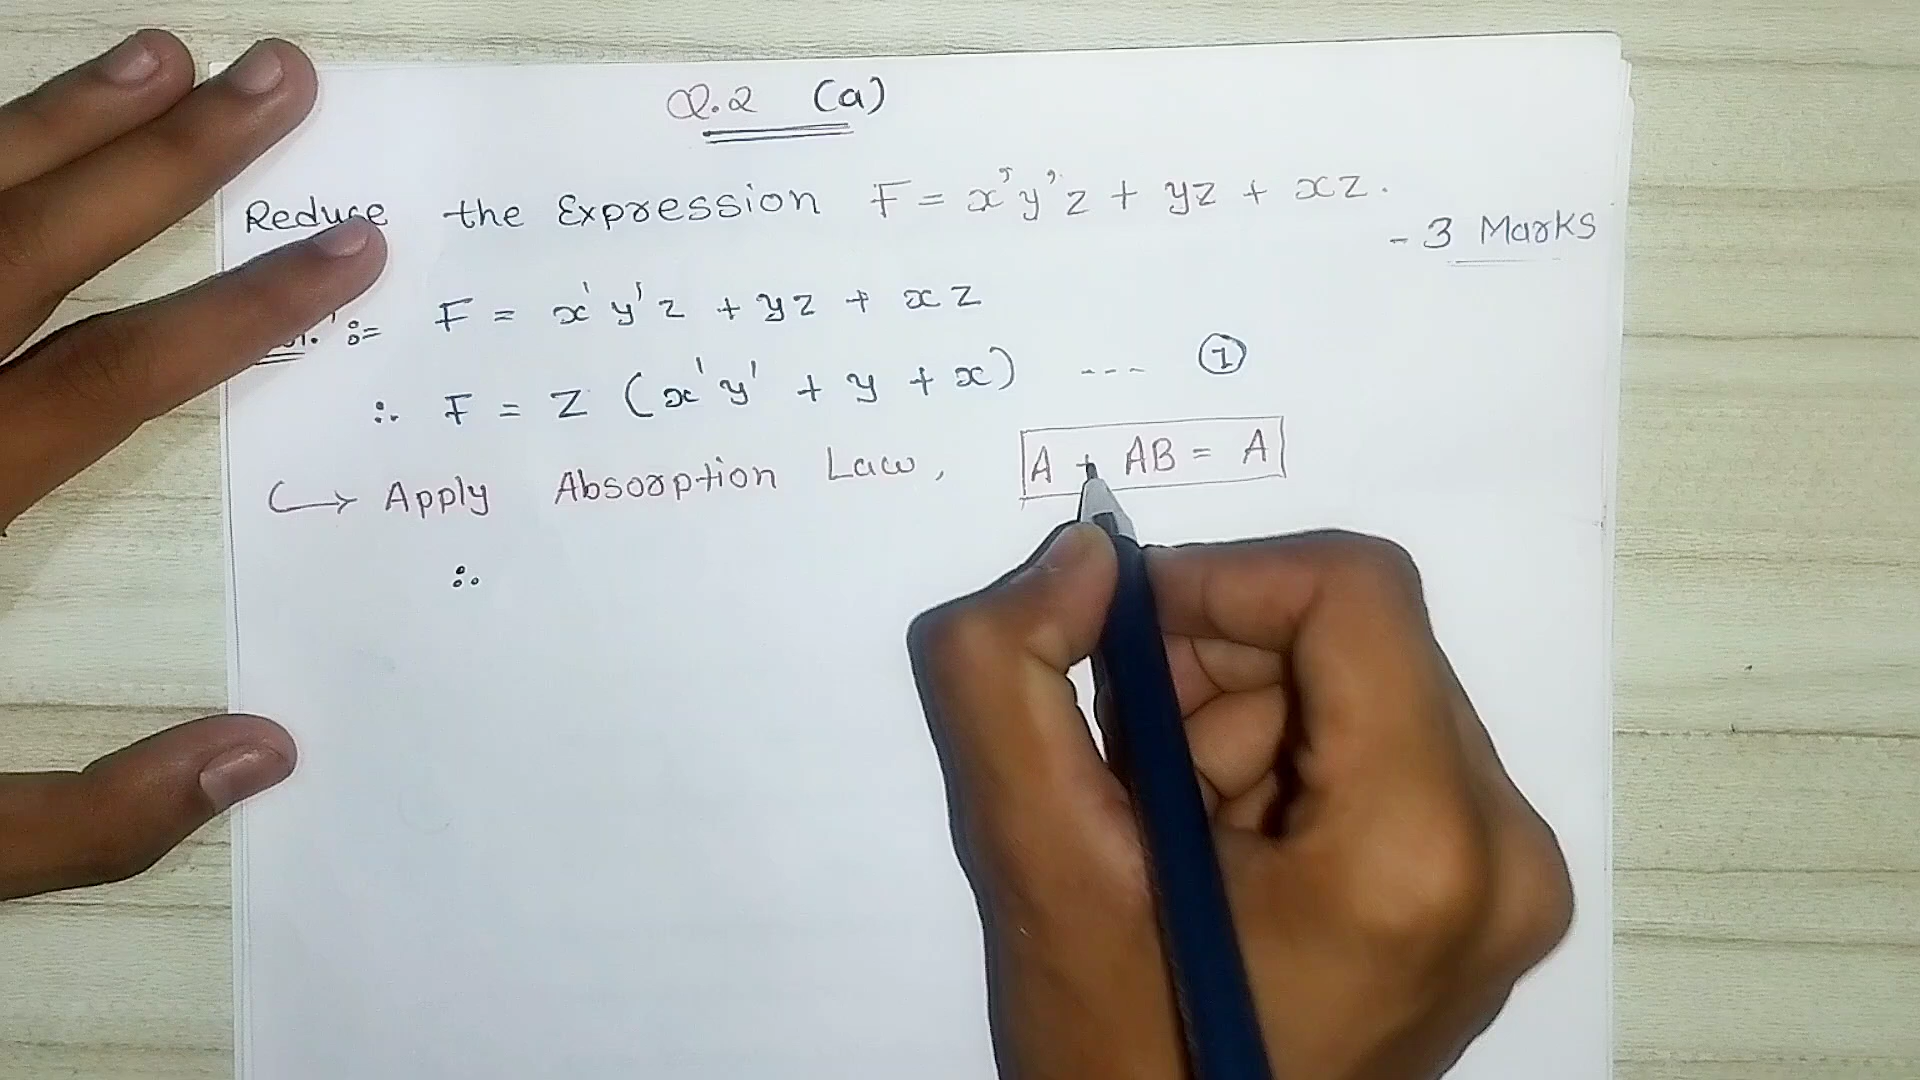 Q.2 (a)
Reduce the Expression F = x'y'z + yz + xz.
- 3 Marks
:= F = x'y'z + yz + xz
∴ F = z (x'y' + y + x) --- ①
↪ Apply Absorption Law, A + AB = A
∴